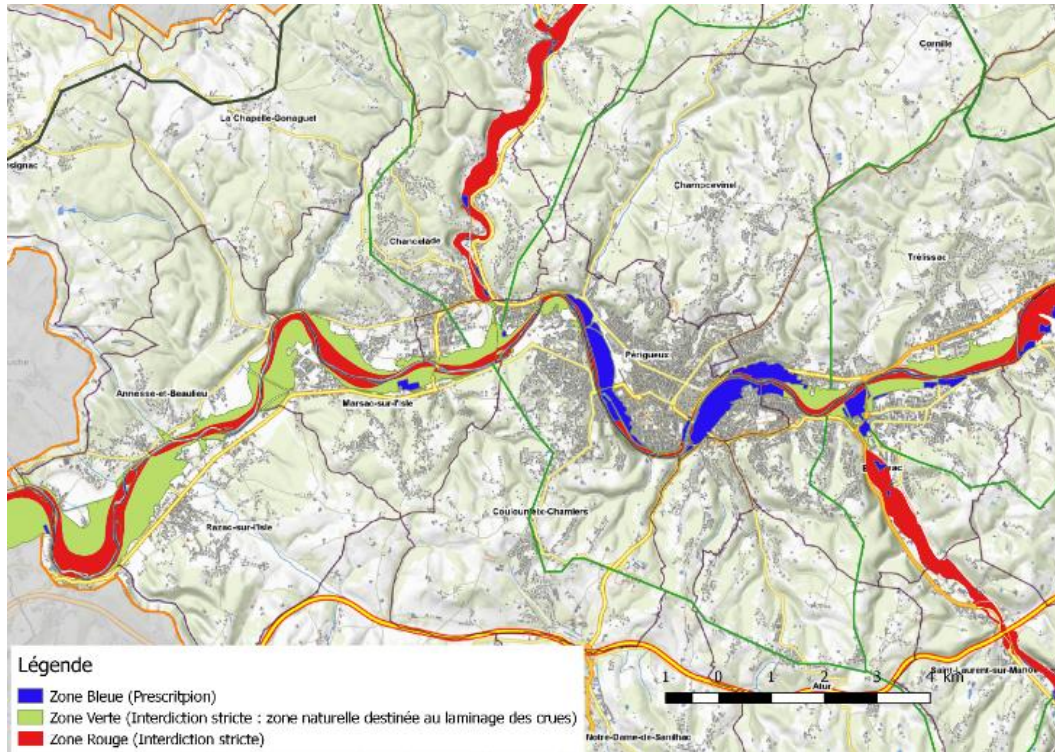 Cornille
La Chapelle-Gonaguet
Champcevinel
Chancelade
Trélissac
Périgueux
Annesse-et-Beaulieu
Marsac-sur-l'Isle
Coulounieix-Chamiers
Razac-sur-l'Isle
Saint-Laurent-sur-Manoi
1 0 1 2 3 4 km
Atur
Notre-Dame-de-Sanilhac
Légende
Zone Bleue (Prescritpion)
Zone Verte (Interdiction stricte : zone naturelle destinée au laminage des crues)
Zone Rouge (Interdiction stricte)